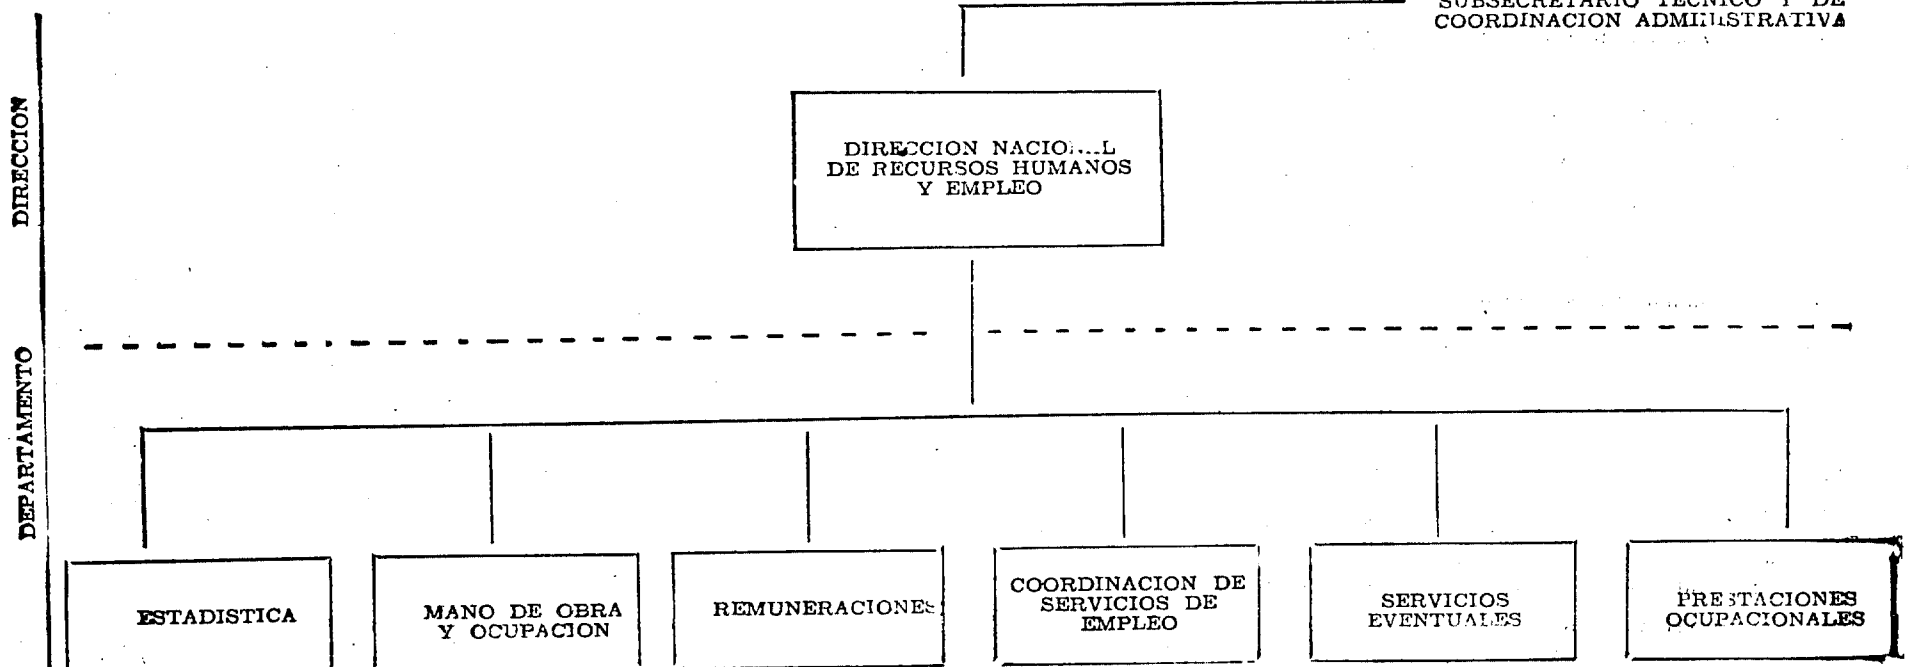 SUBSECRETARIO TECNICO Y DE
COORDINACION ADMINISTRATIVA
DIRECCION
DIRECCION NACIONAL
DE RECURSOS HUMANOS
Y EMPLEO
DEPARTAMENTO
ESTADISTICA
MANO DE OBRA
Y OCUPACION
REMUNERACIONES
COORDINACION DE
SERVICIOS DE
EMPLEO
SERVICIOS
EVENTUALES
PRESTACIONES
OCUPACIONALES